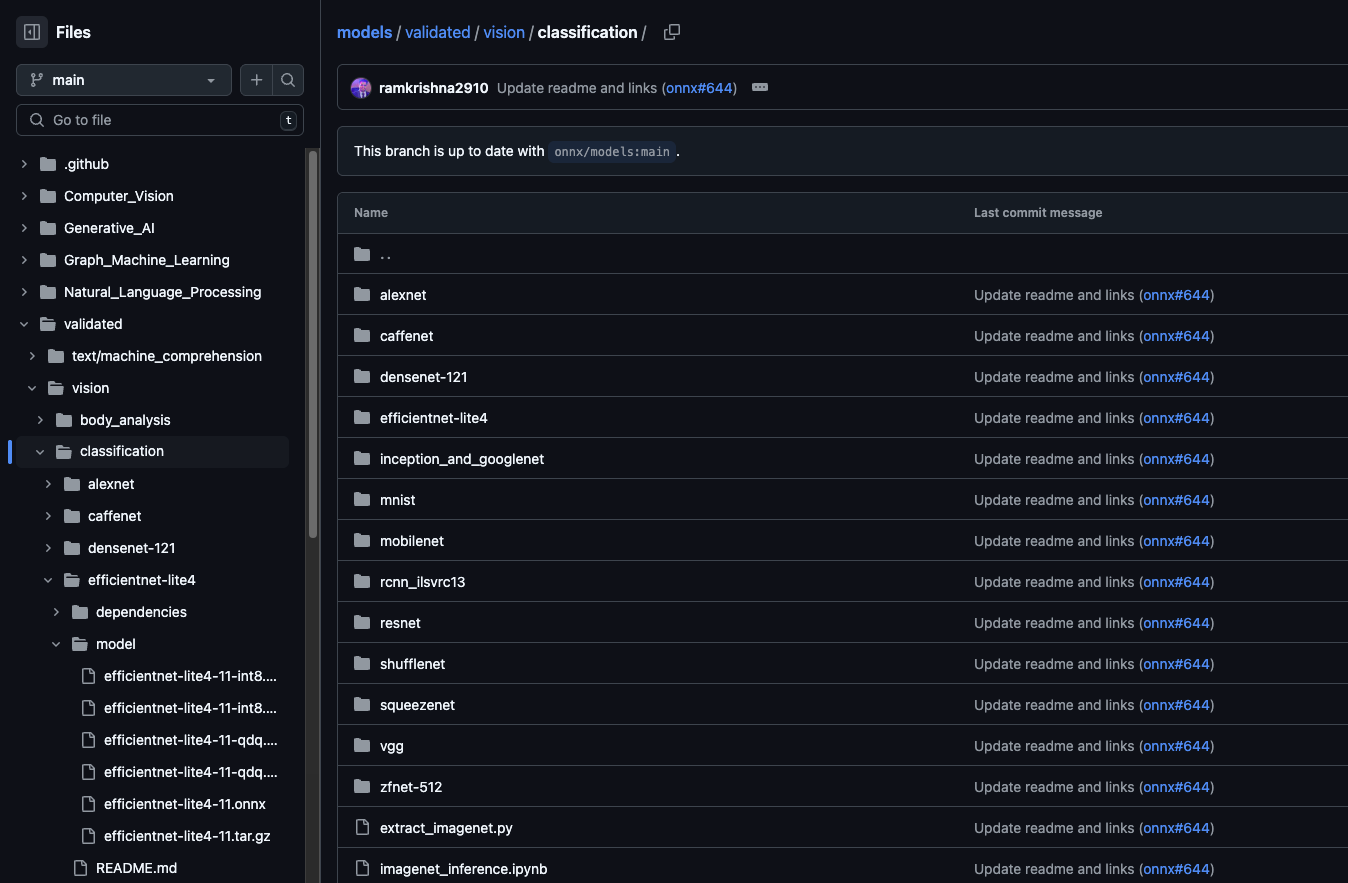 Files
main
Go to file
t
.github
Computer_Vision
Generative_AI
Graph_Machine_Learning
Natural_Language_Processing
validated
text/machine_comprehension
vision
body_analysis
classification
alexnet
caffenet
densenet-121
efficientnet-lite4
dependencies
model
efficientnet-lite4-11-int8....
efficientnet-lite4-11-int8....
efficientnet-lite4-11-qdq....
efficientnet-lite4-11-qdq....
efficientnet-lite4-11.onnx
efficientnet-lite4-11.tar.gz
README.md
models / validated / vision / classification /
ramkrishna2910 Update readme and links (onnx#644)
This branch is up to date with onnx/models:main .
Name Last commit message
..
alexnet Update readme and links (onnx#644)
caffenet Update readme and links (onnx#644)
densenet-121 Update readme and links (onnx#644)
efficientnet-lite4 Update readme and links (onnx#644)
inception_and_googlenet Update readme and links (onnx#644)
mnist Update readme and links (onnx#644)
mobilenet Update readme and links (onnx#644)
rcnn_ilsvrc13 Update readme and links (onnx#644)
resnet Update readme and links (onnx#644)
shufflenet Update readme and links (onnx#644)
squeezenet Update readme and links (onnx#644)
vgg Update readme and links (onnx#644)
zfnet-512 Update readme and links (onnx#644)
extract_imagenet.py Update readme and links (onnx#644)
imagenet_inference.ipynb Update readme and links (onnx#644)